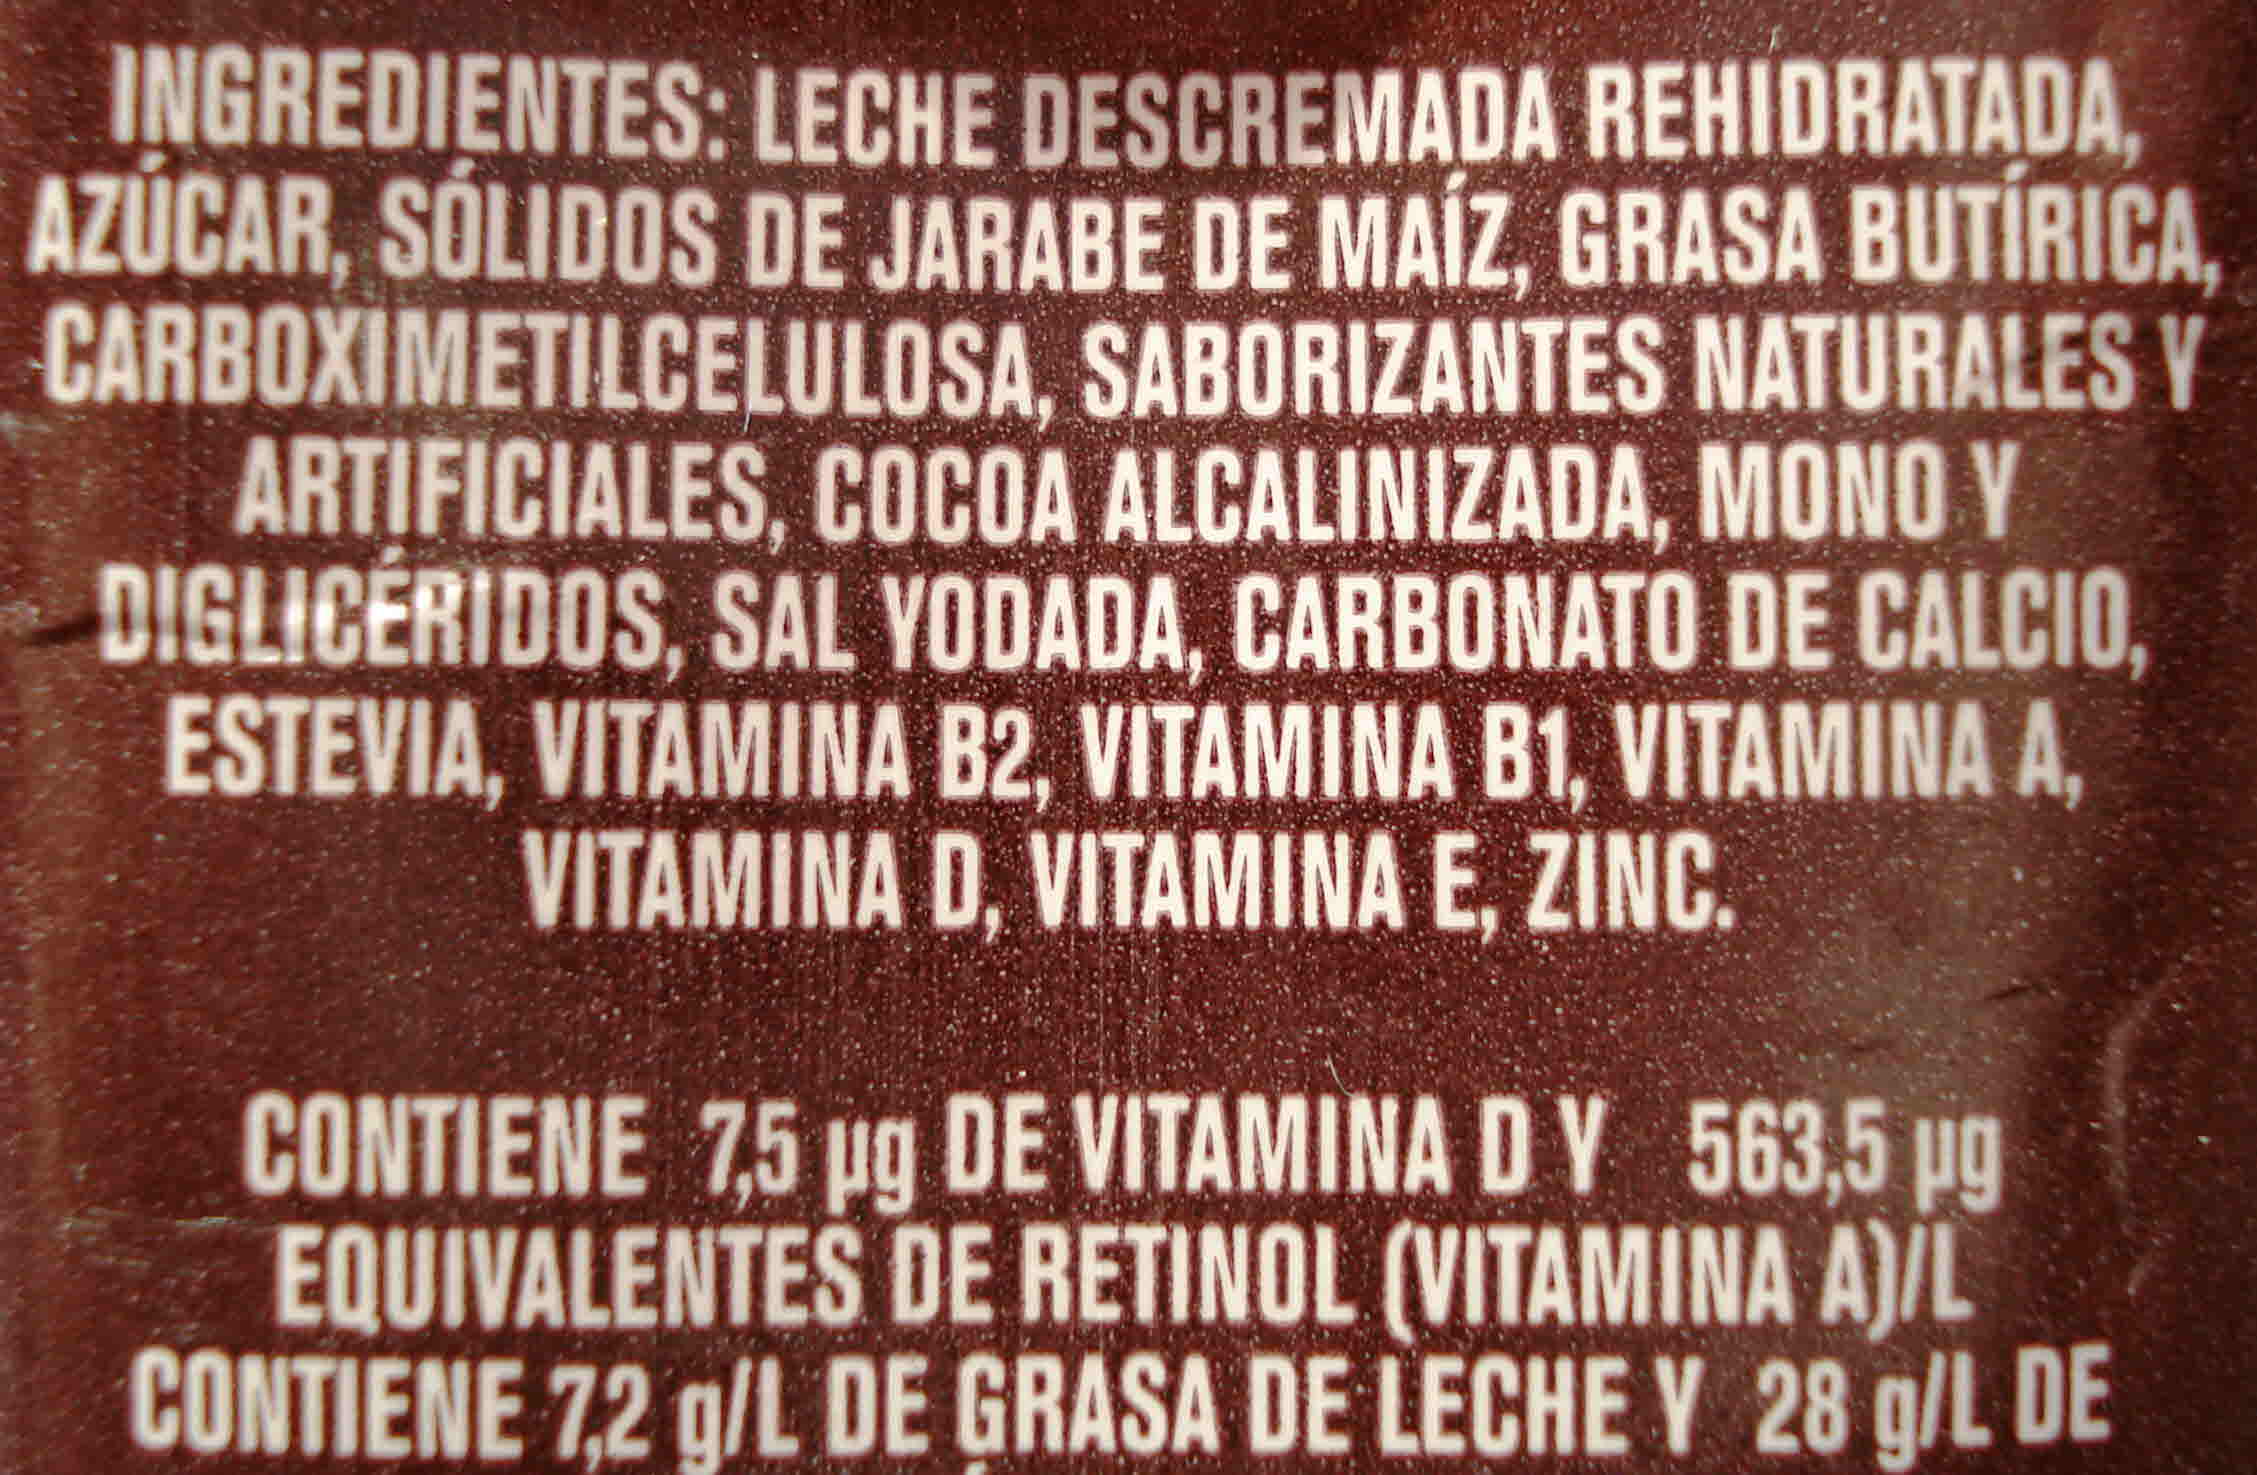 INGREDIENTES: LECHE DESCREMADA REHIDRATADA,
AZÚCAR, SÓLIDOS DE JARABE DE MAÍZ, GRASA BUTÍRICA,
CARBOXIMETILCELULOSA, SABORIZANTES NATURALES Y
ARTIFICIALES, COCOA ALCALINIZADA, MONO Y
DIGLICÉRIDOS, SAL YODADA, CARBONATO DE CALCIO,
ESTEVIA, VITAMINA B2, VITAMINA B1, VITAMINA A,
VITAMINA D, VITAMINA E, ZINC.
CONTIENE 7,5 µg DE VITAMINA D Y 563,5 µg
EQUIVALENTES DE RETINOL (VITAMINA A)/L
CONTIENE 7,2 g/L DE GRASA DE LECHE Y 28 g/L DE